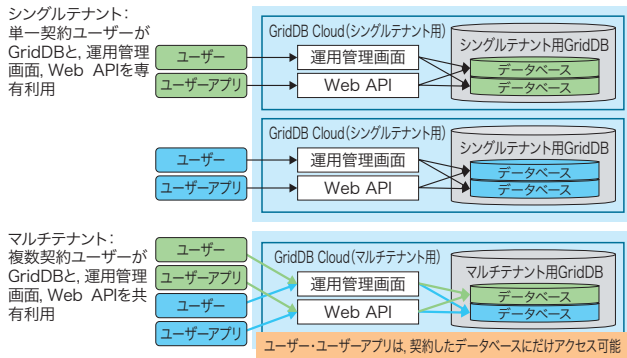 シングルテナント：
単一契約ユーザーが
GridDBと, 運用管理
画面, Web APIを専
有利用
ユーザー
ユーザーアプリ
GridDB Cloud（シングルテナント用）
運用管理画面
Web API
シングルテナント用GridDB
データベース
データベース
ユーザー
ユーザーアプリ
GridDB Cloud（シングルテナント用）
運用管理画面
Web API
シングルテナント用GridDB
データベース
データベース
マルチテナント：
複数契約ユーザーが
GridDBと, 運用管理
画面, Web APIを共
有利用
ユーザー
ユーザーアプリ
ユーザー
ユーザーアプリ
GridDB Cloud（マルチテナント用）
運用管理画面
Web API
マルチテナント用GridDB
データベース
データベース
ユーザー・ユーザーアプリは, 契約したデータベースにだけアクセス可能